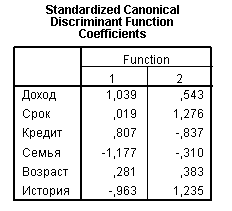 Standardized Canonical
Discriminant Function
Coefficients
Function
1 2
Доход 1,039 ,543
Срок ,019 1,276
Кредит ,807 -,837
Семья -1,177 -,310
Возраст ,281 ,383
История -,963 1,235